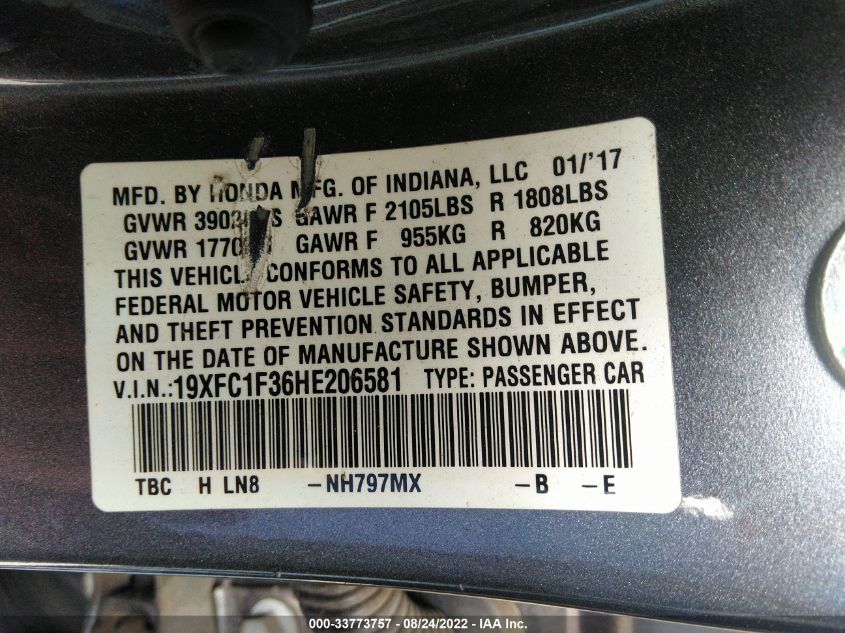 MFD. BY HONDA MFG. OF INDIANA, LLC 01/'17
GVWR GAWR F 2105LBS R 1808LBS
GVWR GAWR F 955KG R 820KG
THIS VEHICLE CONFORMS TO ALL APPLICABLE
FEDERAL MOTOR VEHICLE SAFETY, BUMPER,
AND THEFT PREVENTION STANDARDS IN EFFECT
ON THE DATE OF MANUFACTURE SHOWN ABOVE.
V.I.N.:19XFC1F36HE206581 TYPE: PASSENGER CAR
TBC H LN8 -NH797MX -B -E
000-33773757 - 08/24/2022 - IAA Inc.